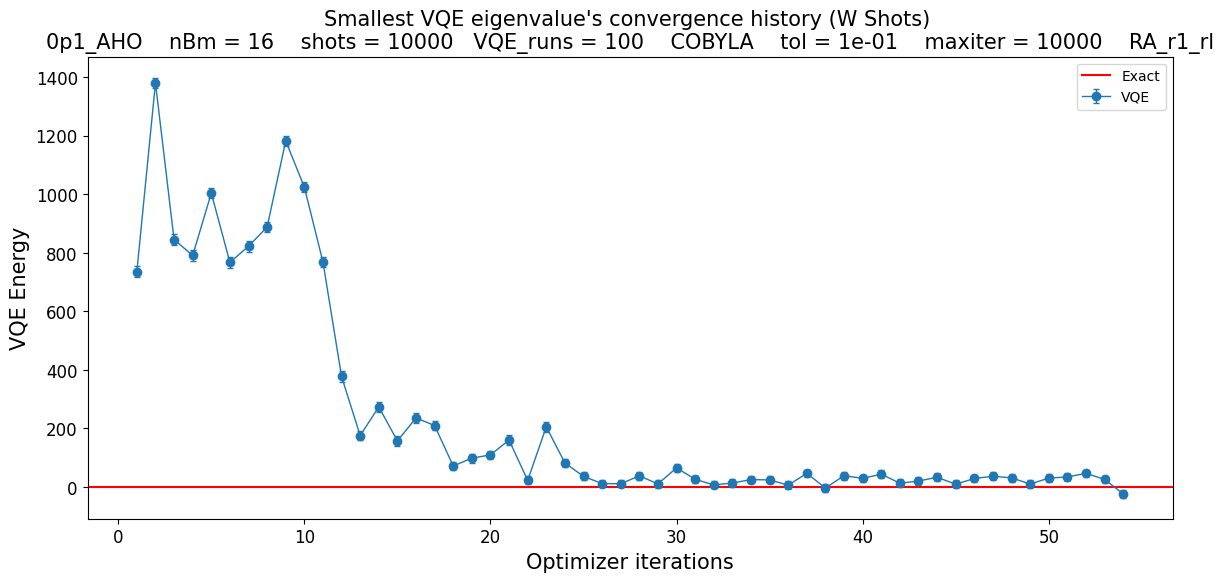 Smallest VQE eigenvalue's convergence history (W Shots)
0p1_AHO nBm = 16 shots = 10000 VQE_runs = 100 COBYLA tol = 1e-01 maxiter = 10000 RA_r1_rl
Exact
VQE
VQE Energy
1400
1200
1000
800
600
400
200
0
0 10 20 30 40 50
Optimizer iterations